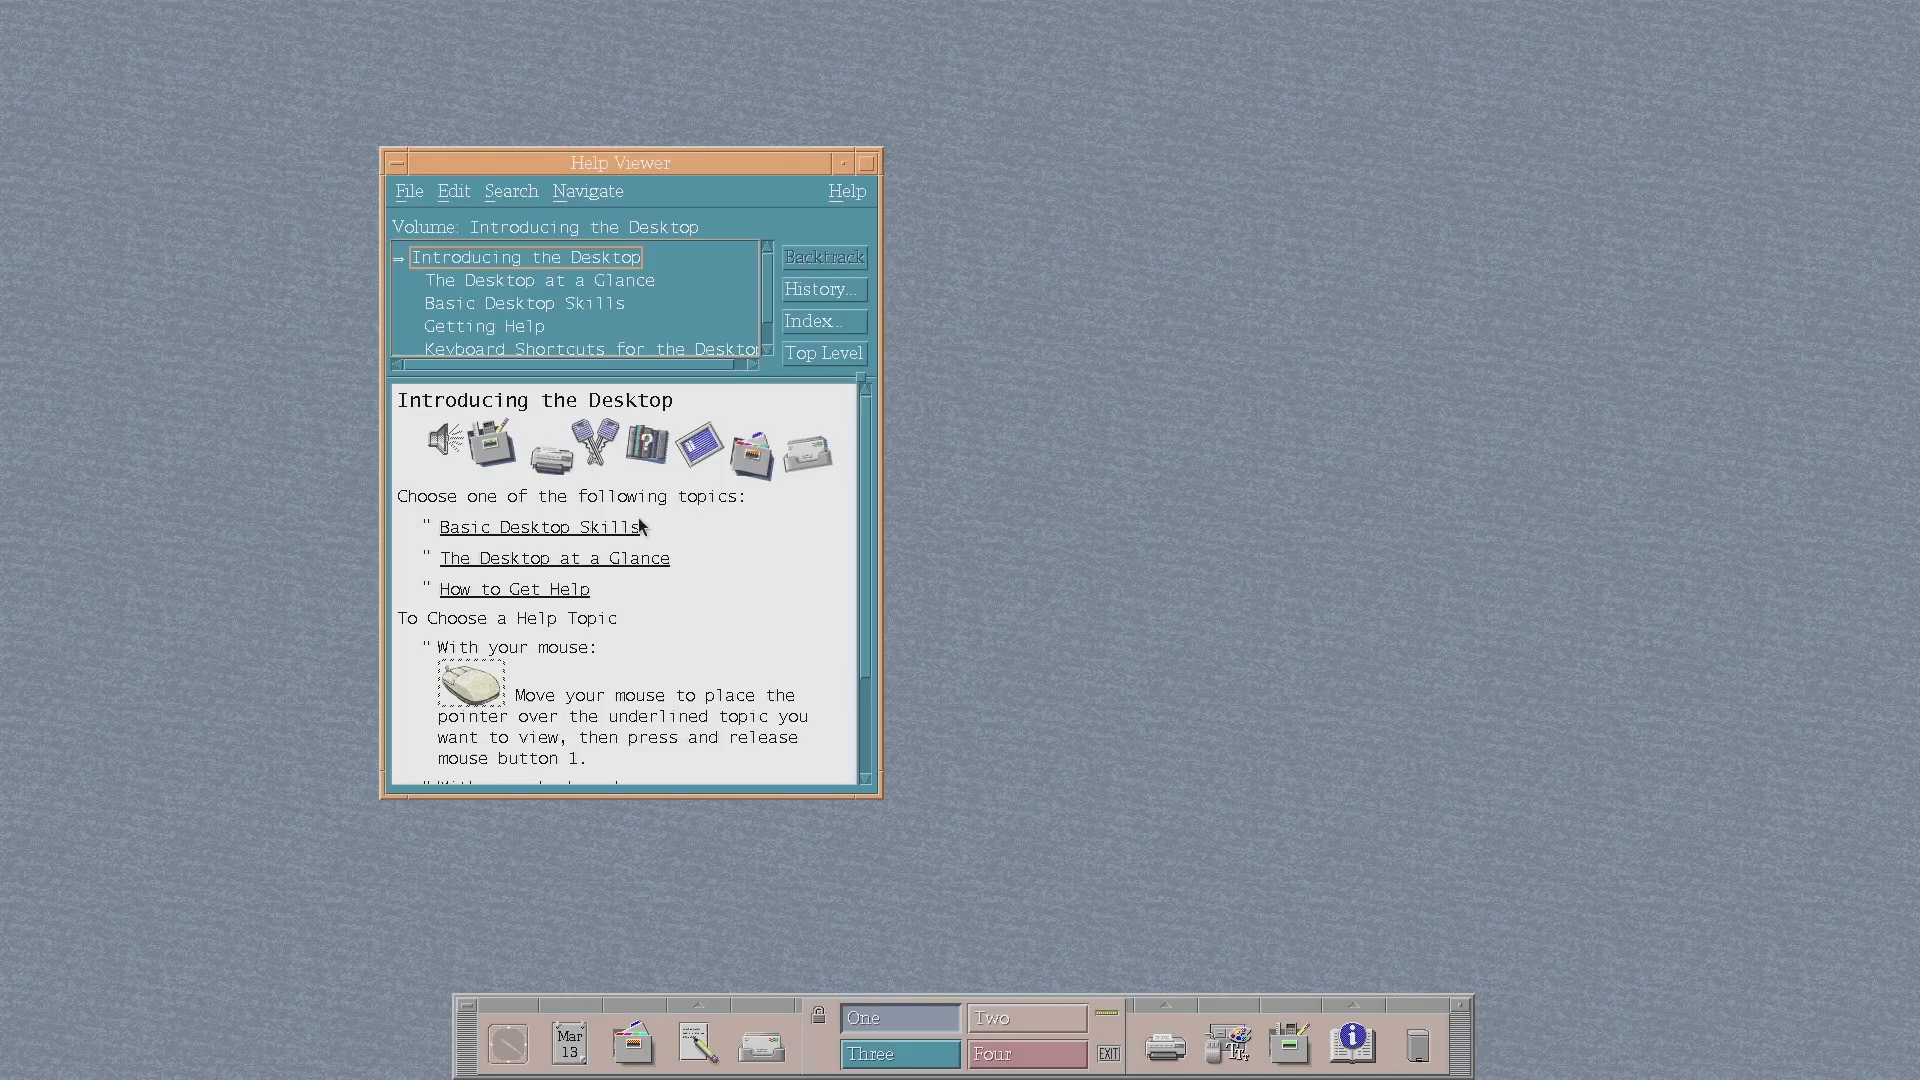 Help Viewer
File Edit Search Navigate Help
Volume: Introducing the Desktop
⇒ Introducing the Desktop
The Desktop at a Glance
Basic Desktop Skills
Getting Help
Keyboard Shortcuts for the Desktop
Backtrack
History...
Index...
Top Level
Introducing the Desktop
Choose one of the following topics:
" Basic Desktop Skills
" The Desktop at a Glance
" How to Get Help
To Choose a Help Topic
" With your mouse:
Move your mouse to place the
pointer over the underlined topic you
want to view, then press and release
mouse button 1.
Mar
13
One
Two
Three
Four
EXIT